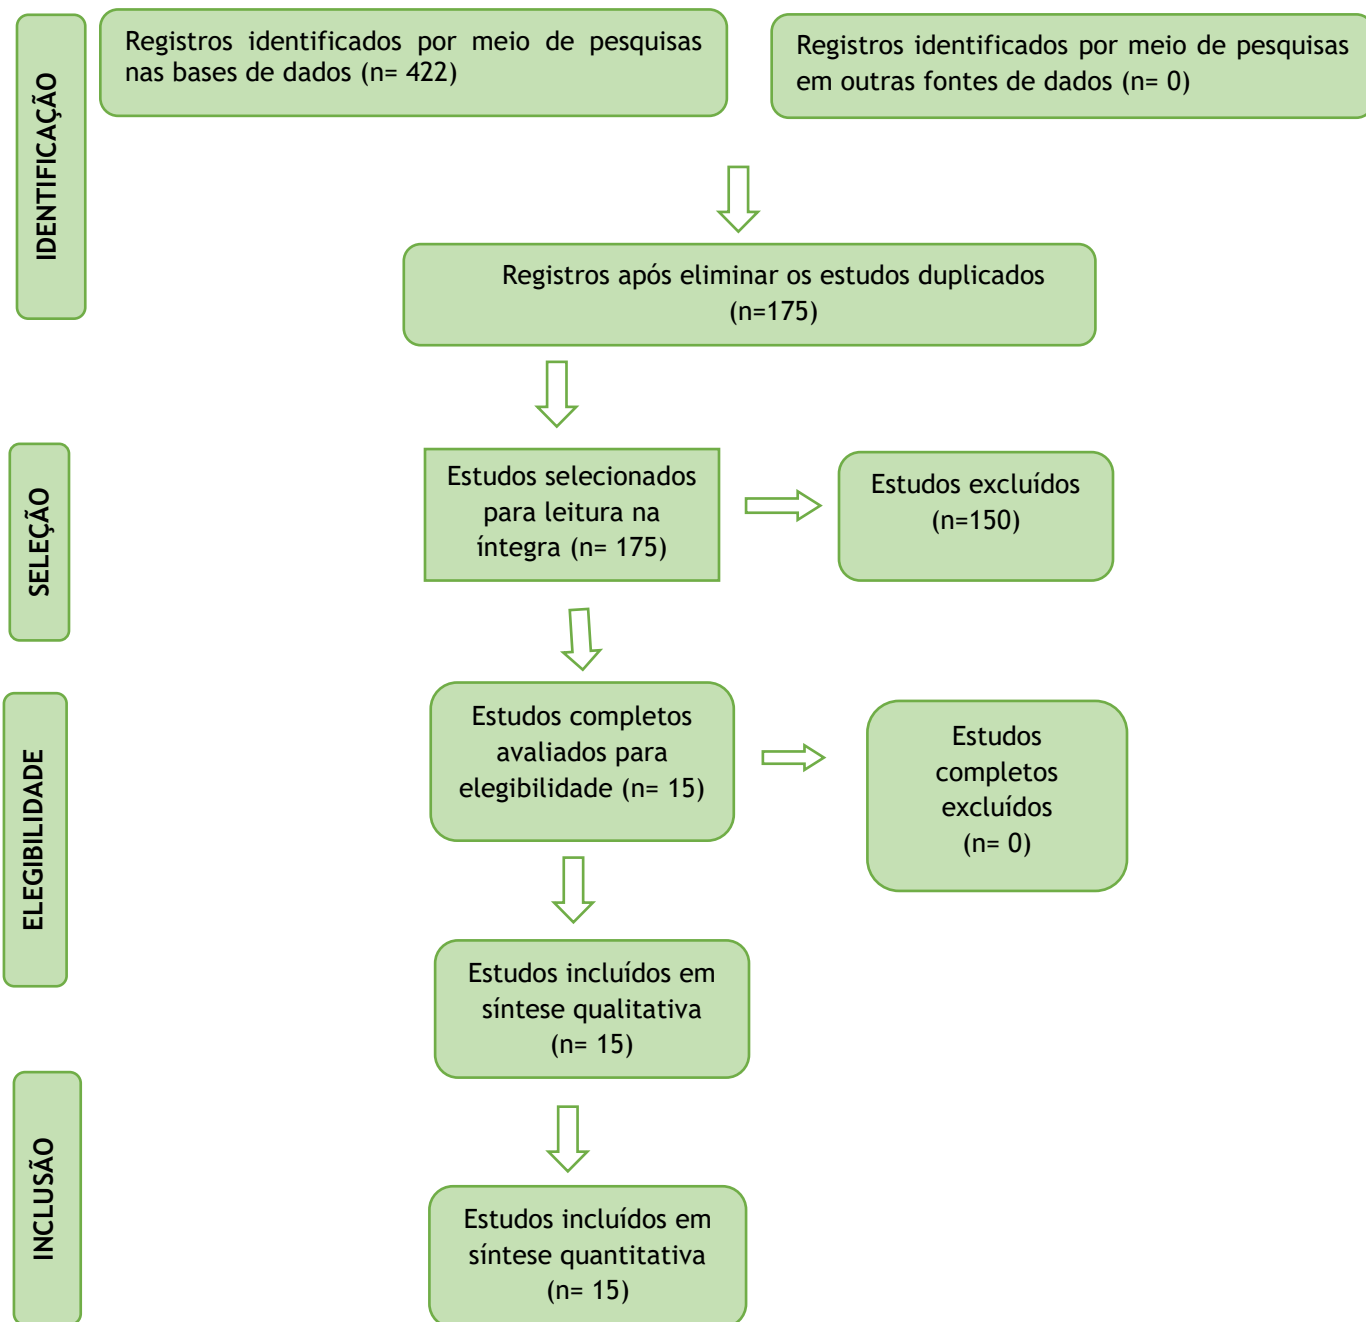 IDENTIFICAÇÃO
Registros identificados por meio de pesquisas
nas bases de dados (n= 422)
Registros identificados por meio de pesquisas
em outras fontes de dados (n= 0)
Registros após eliminar os estudos duplicados
(n=175)
SELEÇÃO
Estudos selecionados
para leitura na
íntegra (n= 175)
Estudos excluídos
(n=150)
ELEGIBILIDADE
Estudos completos
avaliados para
elegibilidade (n= 15)
Estudos
completos
excluídos
(n= 0)
Estudos incluídos em
síntese qualitativa
(n= 15)
INCLUSÃO
Estudos incluídos em
síntese quantitativa
(n= 15)